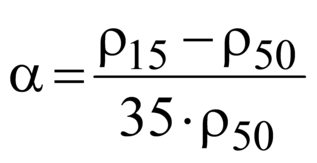 α = (ρ₁₅ − ρ₅₀) / (35 · ρ₅₀)